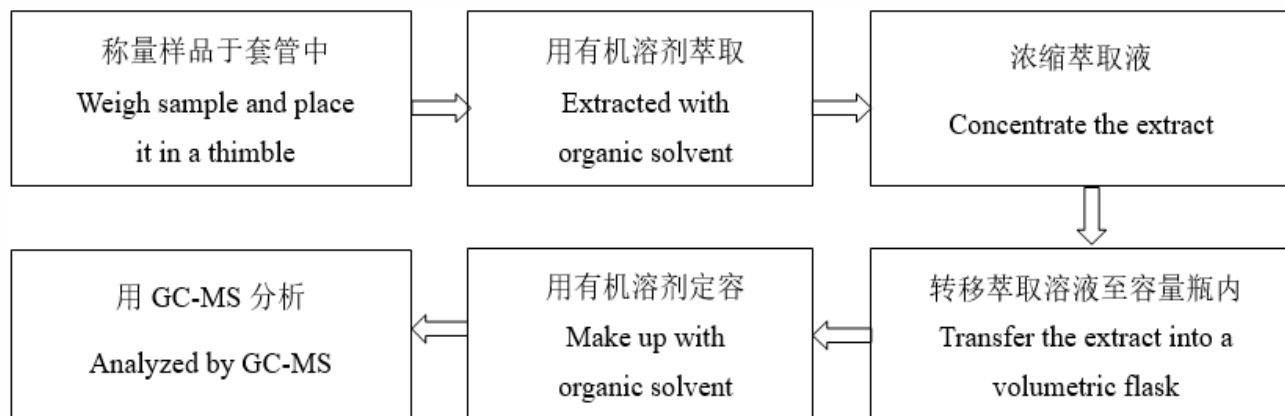 称量样品于套管中
Weigh sample and place
it in a thimble
用有机溶剂萃取
Extracted with
organic solvent
浓缩萃取液
Concentrate the extract
转移萃取溶液至容量瓶内
Transfer the extract into a
volumetric flask
用有机溶剂定容
Make up with
organic solvent
用 GC-MS 分析
Analyzed by GC-MS